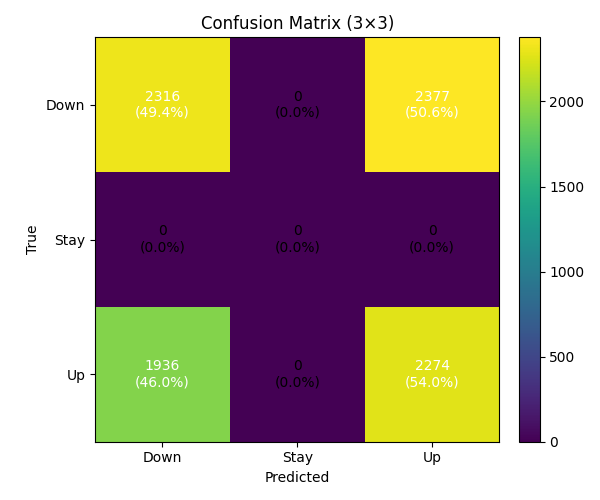 Confusion Matrix (3×3)
Down
2316
(49.4%)
0
(0.0%)
2377
(50.6%)
Stay
0
(0.0%)
0
(0.0%)
0
(0.0%)
Up
1936
(46.0%)
0
(0.0%)
2274
(54.0%)
True
Down
Stay
Up
Predicted
2000
1500
1000
500
0